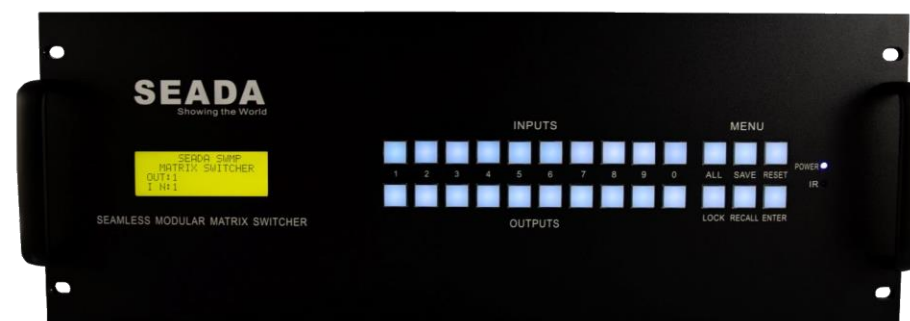 SEADA
Showing the World
INPUTS
MENU
SEADA SWMP
MATRIX SWITCHER
OUT:1
I N:1
1 2 3 4 5 6 7 8 9 0
ALL SAVE RESET
POWER
IR
SEAMLESS MODULAR MATRIX SWITCHER
OUTPUTS
LOCK RECALL ENTER